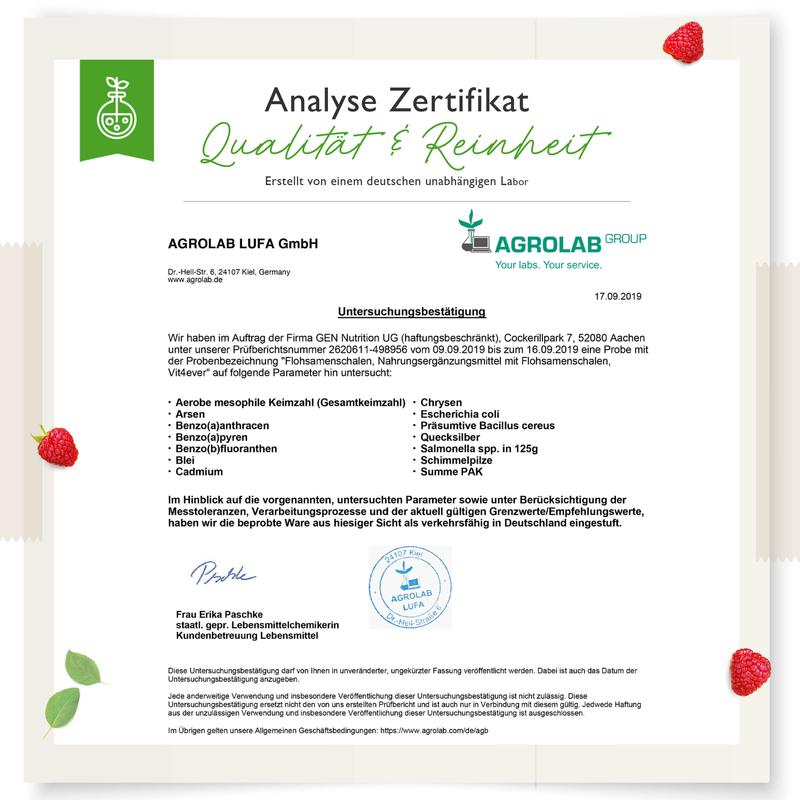 Analyse Zertifikat
Qualität & Reinheit
Erstellt von einem deutschen unabhängigen Labor
AGROLAB GROUP
Your labs. Your service.
AGROLAB LUFA GmbH
Dr.-Hell-Str. 6, 24107 Kiel, Germany
www.agrolab.de
17.09.2019
Untersuchungsbestätigung
Wir haben im Auftrag der Firma GEN Nutrition UG (haftungsbeschränkt), Cockerillpark 7, 52080 Aachen
unter unserer Prüfberichtsnummer 2620611-498956 vom 09.09.2019 bis zum 16.09.2019 eine Probe mit
der Probenbezeichnung "Flohsamenschalen, Nahrungsergänzungsmittel mit Flohsamenschalen,
Vit4ever" auf folgende Parameter hin untersucht:
· Aerobe mesophile Keimzahl (Gesamtkeimzahl)
· Arsen
· Benzo(a)anthracen
· Benzo(a)pyren
· Benzo(b)fluoranthen
· Blei
· Cadmium
· Chrysen
· Escherichia coli
· Präsumtive Bacillus cereus
· Quecksilber
· Salmonella spp. in 125g
· Schimmelpilze
· Summe PAK
Im Hinblick auf die vorgenannten, untersuchten Parameter sowie unter Berücksichtigung der
Messtoleranzen, Verarbeitungsprozesse und der aktuell gültigen Grenzwerte/Empfehlungswerte,
haben wir die beprobte Ware aus hiesiger Sicht als verkehrsfähig in Deutschland eingestuft.
Paschke
24107 Kiel
AGROLAB
LUFA
Dr.-Hell-Straße 6
Frau Erika Paschke
staatl. gepr. Lebensmittelchemikerin
Kundenbetreuung Lebensmittel
Diese Untersuchungsbestätigung darf von Ihnen in unveränderter, ungekürzter Fassung veröffentlicht werden. Dabei ist auch das Datum der
Untersuchungsbestätigung anzugeben.
Jede anderweitige Verwendung und insbesondere Veröffentlichung dieser Untersuchungsbestätigung ist nicht zulässig. Diese
Untersuchungsbestätigung ersetzt nicht den von uns erstellten Prüfbericht und ist auch nur in Verbindung mit diesem gültig. Jedwede Haftung
aus der unzulässigen Verwendung und insbesondere Veröffentlichung dieser Untersuchungsbestätigung ist ausgeschlossen.
Im Übrigen gelten unsere Allgemeinen Geschäftsbedingungen: https://www.agrolab.com/de/agb